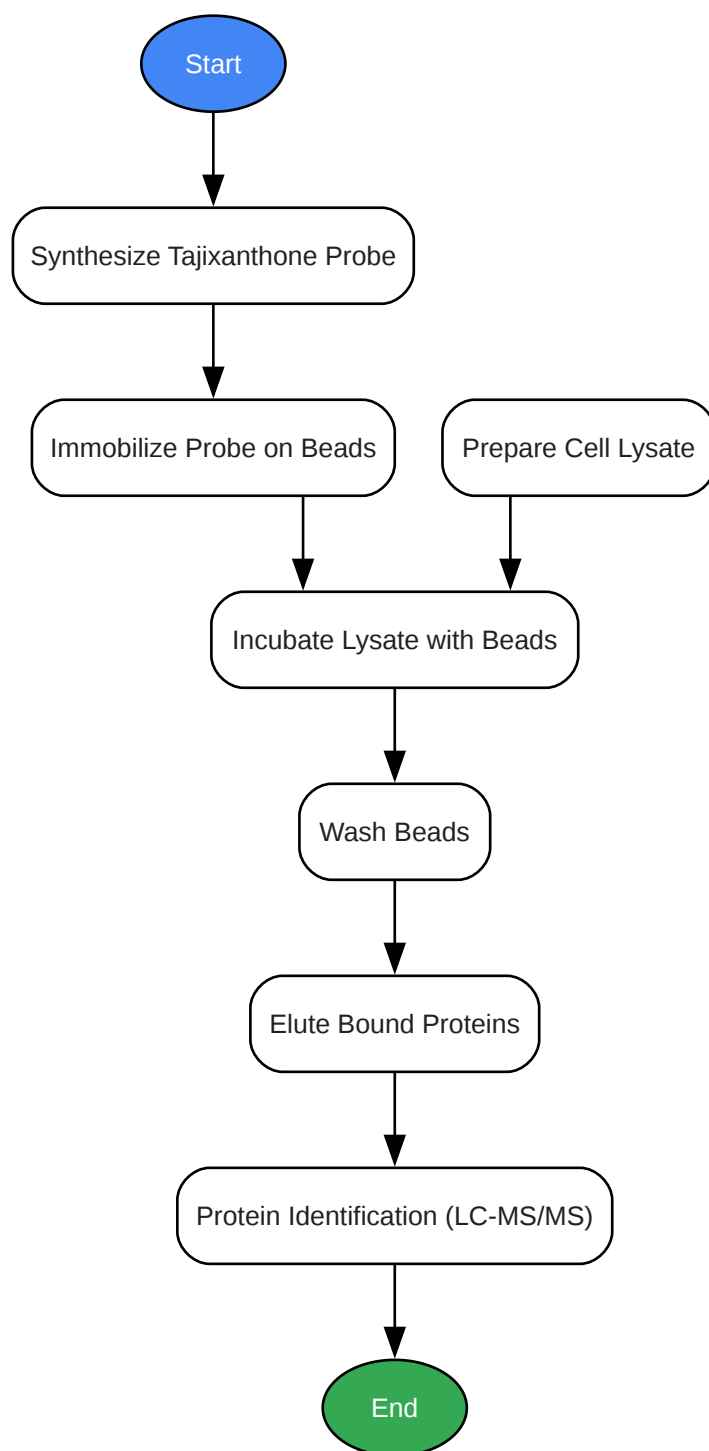 Start
Synthesize Tajixanthone Probe
Immobilize Probe on Beads
Prepare Cell Lysate
Incubate Lysate with Beads
Wash Beads
Elute Bound Proteins
Protein Identification (LC-MS/MS)
End